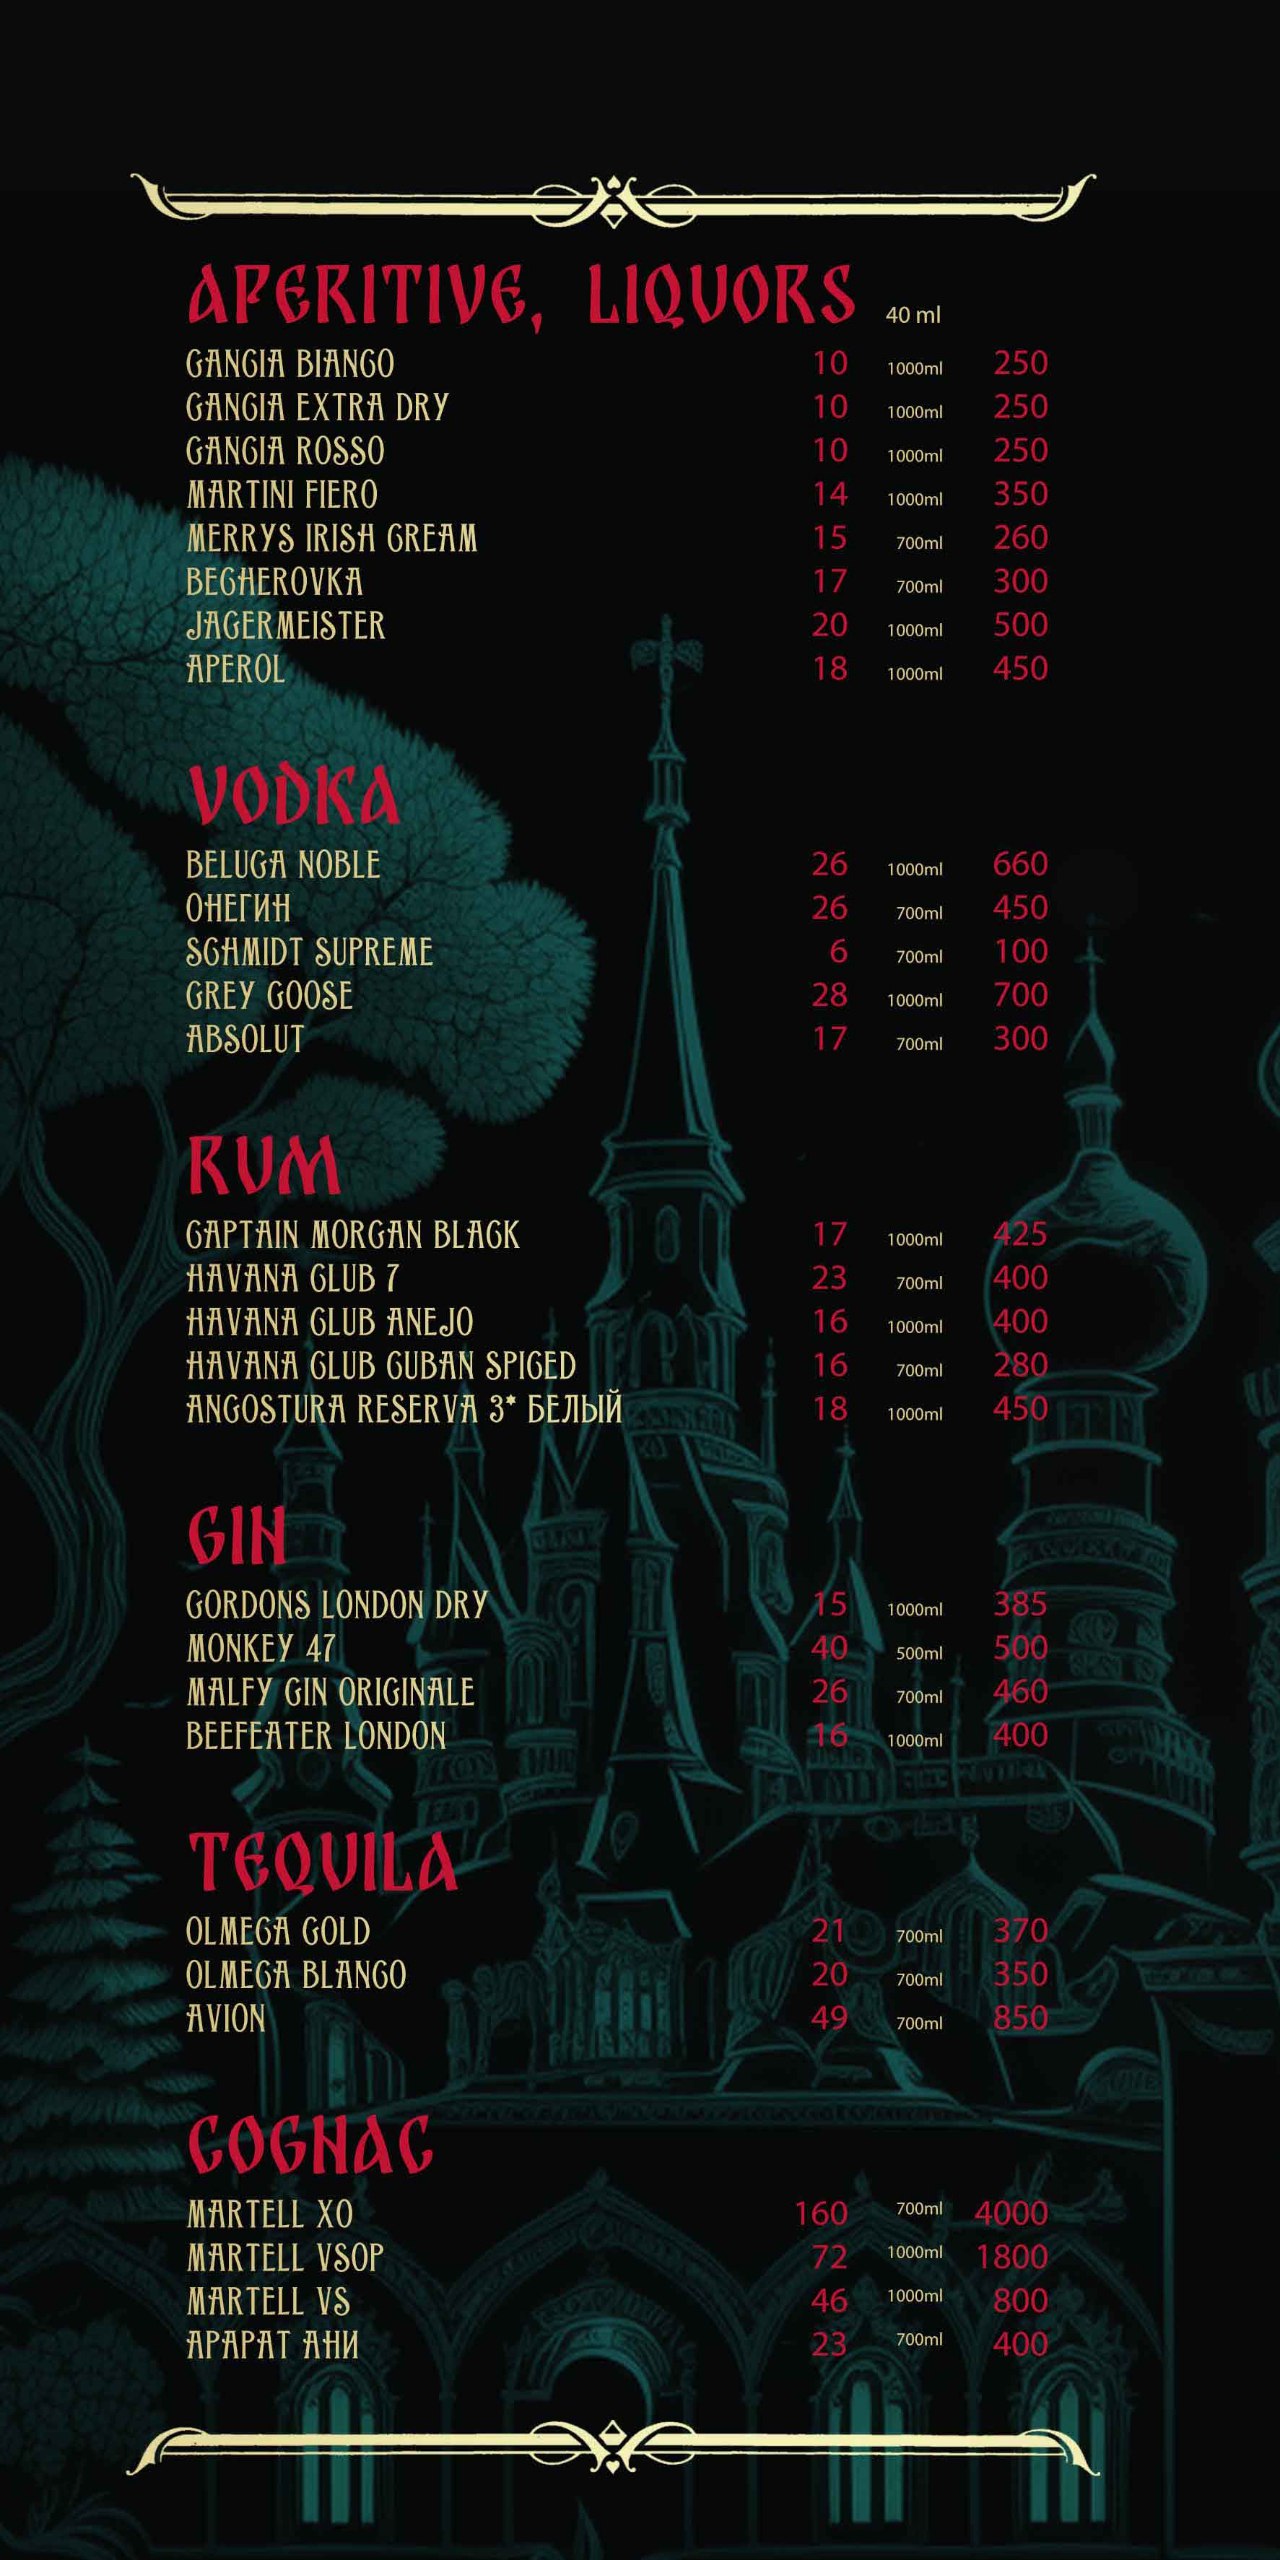 APERITIVE, LIQUORS 40 ml
CANCIA BIANCO 10 1000ml 250
CANCIA EXTRA DRY 10 1000ml 250
CANCIA ROSSO 10 1000ml 250
MARTINI FIERO 14 1000ml 350
MERRYS IRISH CREAM 15 700ml 260
BECHEROVKA 17 700ml 300
JAGERMEISTER 20 1000ml 500
APEROL 18 1000ml 450
VODKA
BELUGA NOBLE 26 1000ml 660
ОНЕГИН 26 700ml 450
SCHMIDT SUPREME 6 700ml 100
GREY GOOSE 28 1000ml 700
ABSOLUT 17 700ml 300
RUM
CAPTAIN MORGAN BLACK 17 1000ml 425
HAVANA CLUB 7 23 700ml 400
HAVANA CLUB ANEJO 16 1000ml 400
HAVANA CLUB CUBAN SPICED 16 700ml 280
ANGOSTURA RESERVA 3* БЕЛЫЙ 18 1000ml 450
GIN
GORDONS LONDON DRY 15 1000ml 385
MONKEY 47 40 500ml 500
MALFY GIN ORIGINALE 26 700ml 460
BEEFEATER LONDON 16 1000ml 400
TEQUILA
OLMECA GOLD 21 700ml 370
OLMECA BLANCO 20 700ml 350
AVION 49 700ml 850
COGNAC
MARTELL XO 160 700ml 4000
MARTELL VSOP 72 1000ml 1800
MARTELL VS 46 1000ml 800
АРАРАТ АНИ 23 700ml 400